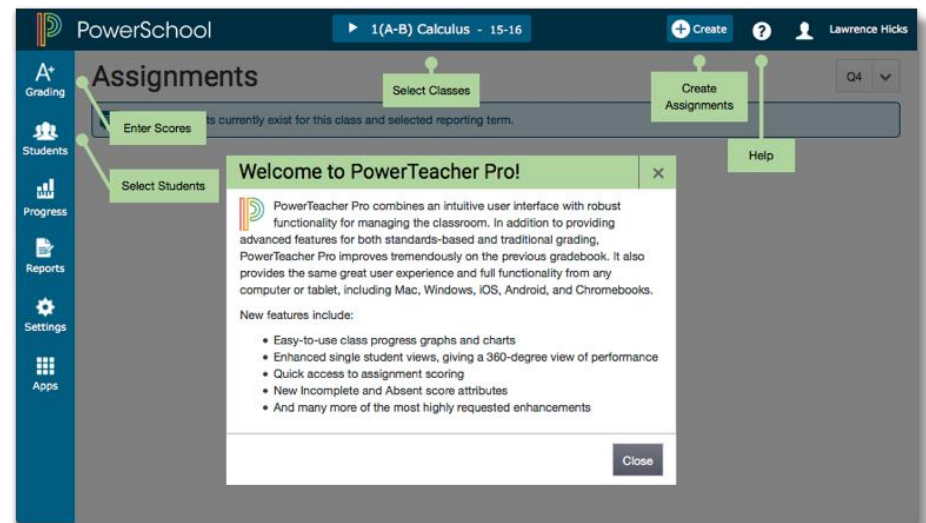 PowerSchool
1(A-B) Calculus - 15-16
Create
?
Lawrence Hicks
A+
Grading
Students
Progress
Reports
Settings
Apps
Assignments
Q4
currently exist for this class and selected reporting term.
Select Classes
Create
Assignments
Help
Enter Scores
Select Students
Welcome to PowerTeacher Pro!
×
PowerTeacher Pro combines an intuitive user interface with robust
functionality for managing the classroom. In addition to providing
advanced features for both standards-based and traditional grading,
PowerTeacher Pro improves tremendously on the previous gradebook. It also
provides the same great user experience and full functionality from any
computer or tablet, including Mac, Windows, iOS, Android, and Chromebooks.
New features include:
• Easy-to-use class progress graphs and charts
• Enhanced single student views, giving a 360-degree view of performance
• Quick access to assignment scoring
• New Incomplete and Absent score attributes
• And many more of the most highly requested enhancements
Close